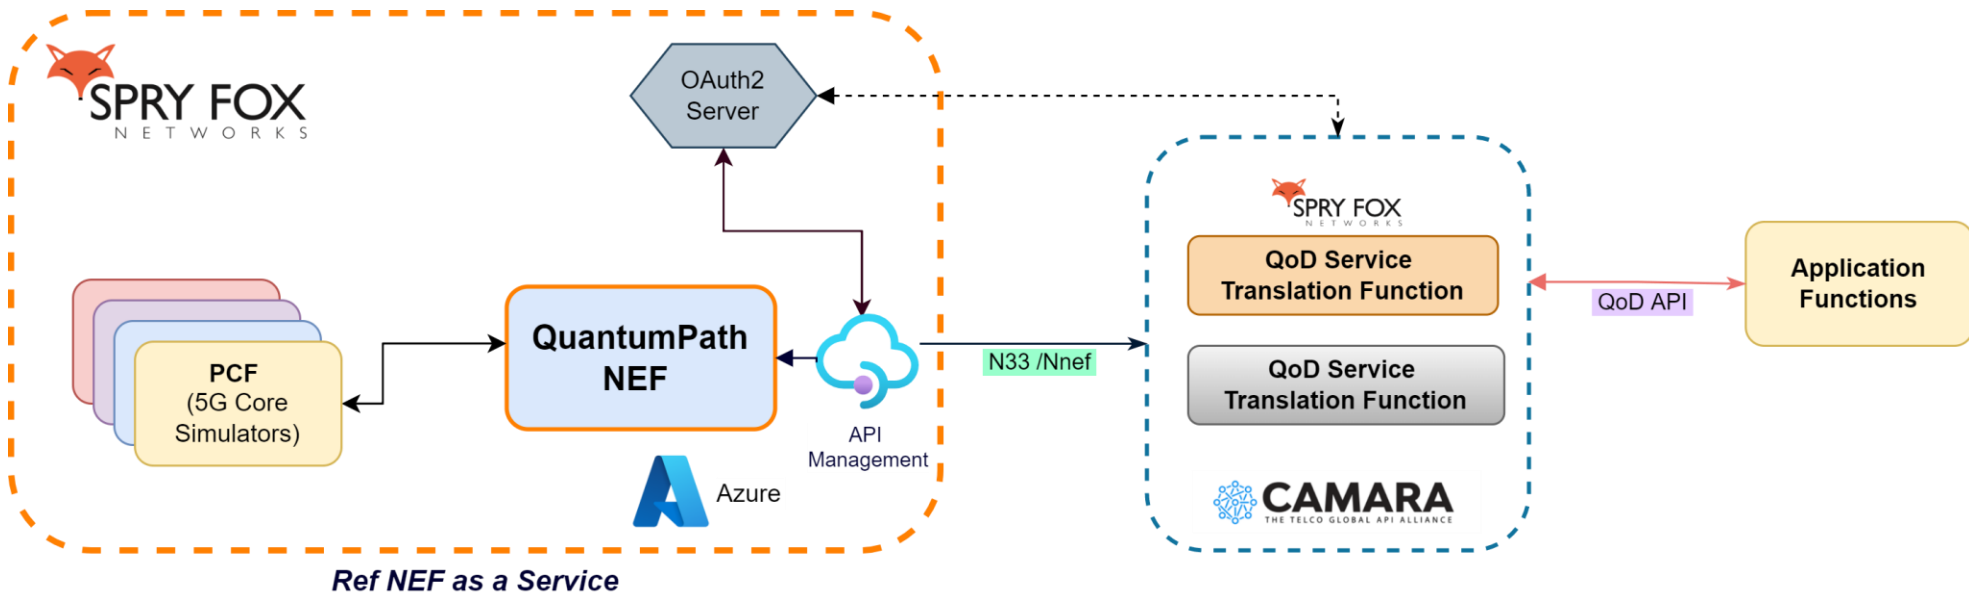 SPRY FOX
NETWORKS
OAuth2
Server
PCF
(5G Core
Simulators)
QuantumPath
NEF
API
Management
Azure
Ref NEF as a Service
N33 /Nnef
SPRY FOX
NETWORKS
QoD Service
Translation Function
QoD Service
Translation Function
CAMARA
THE TELCO GLOBAL API ALLIANCE
QoD API
Application
Functions